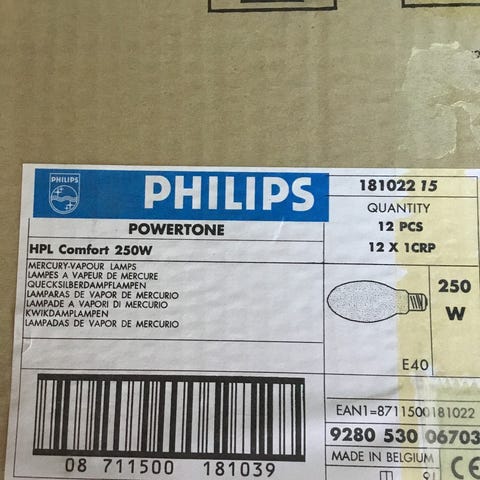 PHILIPS
PHILIPS
POWERTONE
HPL Comfort 250W
MERCURY-VAPOUR LAMPS
LAMPES A VAPEUR DE MERCURE
QUECKSILBERDAMPFLAMPEN
LAMPARAS DE VAPOR DE MERCURIO
LAMPADE A VAPORI DI MERCURIO
KWIKDAMPLAMPEN
LAMPADAS DE VAPOR DE MERCURIO
08 711500 181039
181022 15
QUANTITY
12 PCS
12 X 1CRP
250
W
E40
EAN1=8711500181022
9280 530 06703
MADE IN BELGIUM
CE